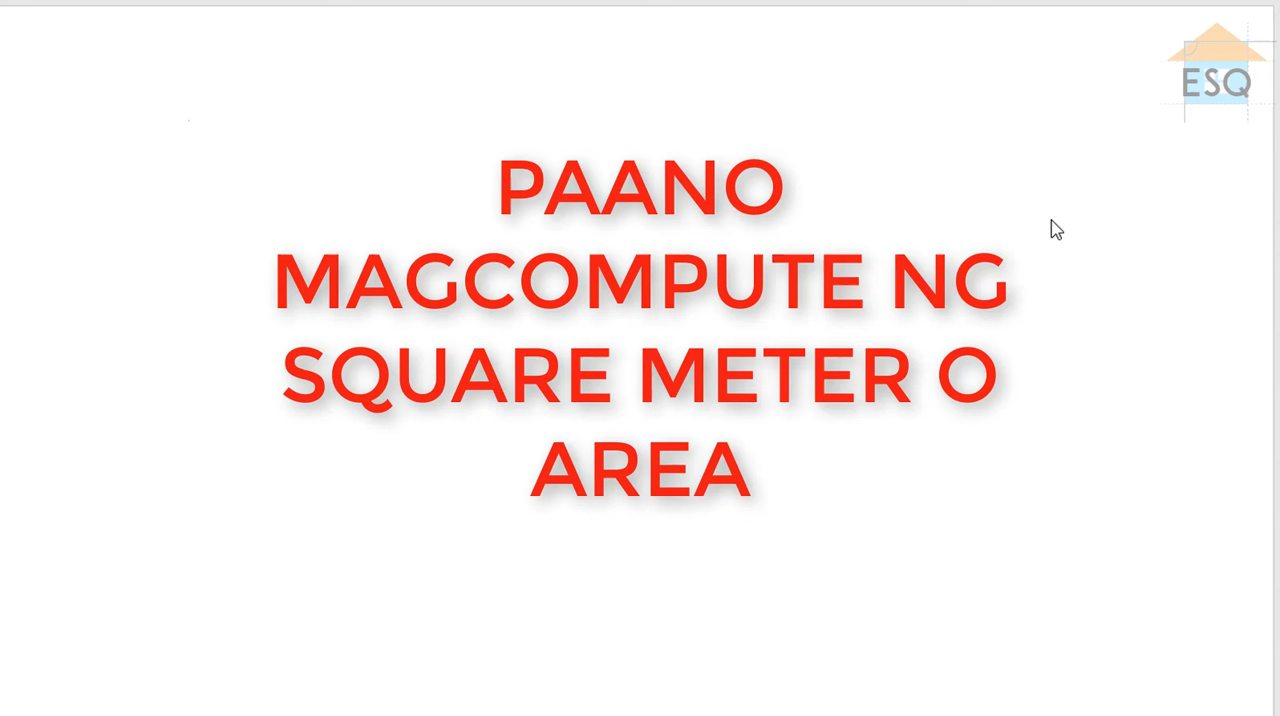 ESQ
PAANO
MAGCOMPUTE NG
SQUARE METER O
AREA